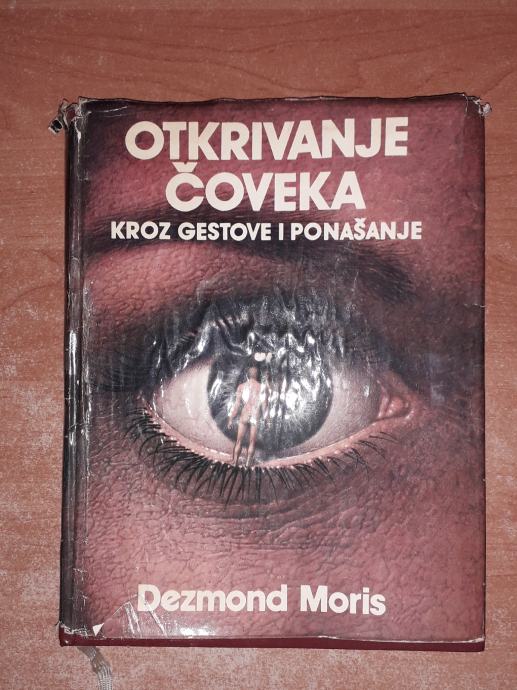 OTKRIVANJE
ČOVEKA
KROZ GESTOVE I PONAŠANJE
Dezmond Moris